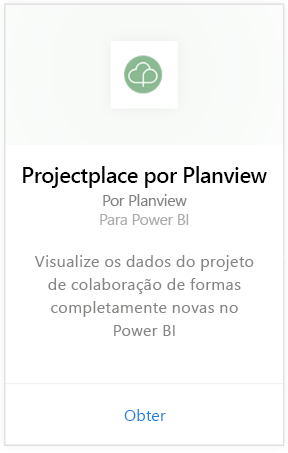 Projectplace por Planview
Por Planview
Para Power BI
Visualize os dados do projeto
de colaboração de formas
completamente novas no
Power BI
Obter